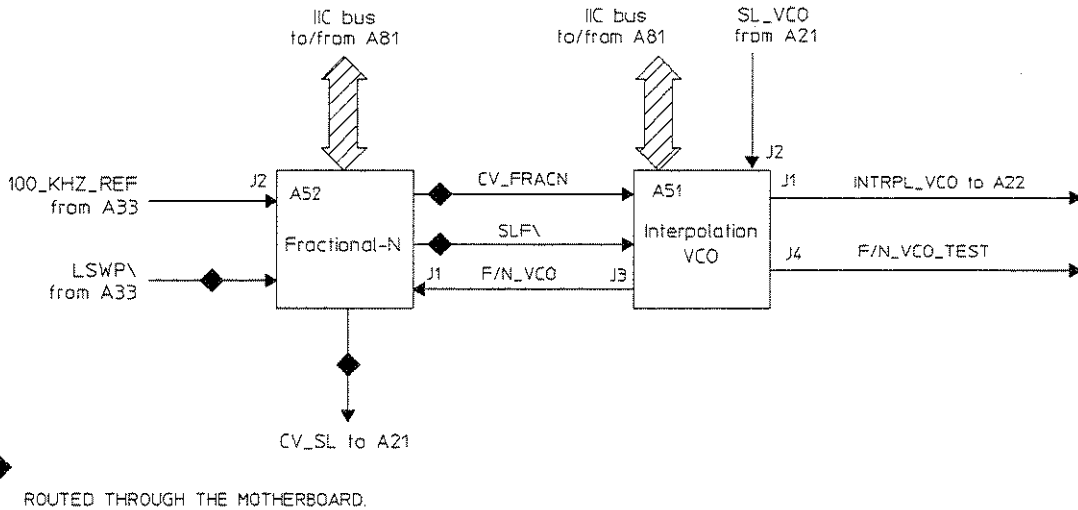 IIC bus
to/from A81
IIC bus
to/from A81
SL_VCO
from A21
100_KHZ_REF
from A33
J2
A52
Fractional-N
CV_FRACN
SLF\
J1
F/N_VCO
J3
A51
Interpolation
VCO
J2
J1
INTRPL_VCO to A22
J4
F/N_VCO_TEST
LSWP\
from A33
CV_SL to A21
ROUTED THROUGH THE MOTHERBOARD.